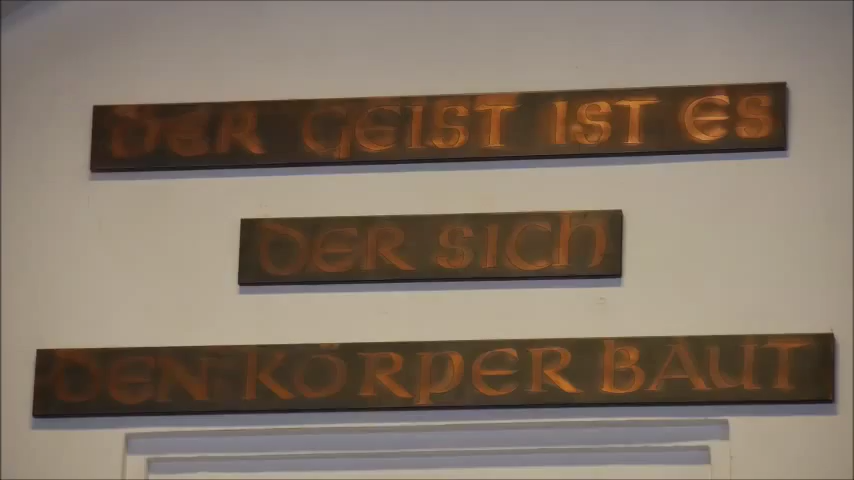 DER GEIST IST ES
DER SICH
DEN KÖRPER BAUT